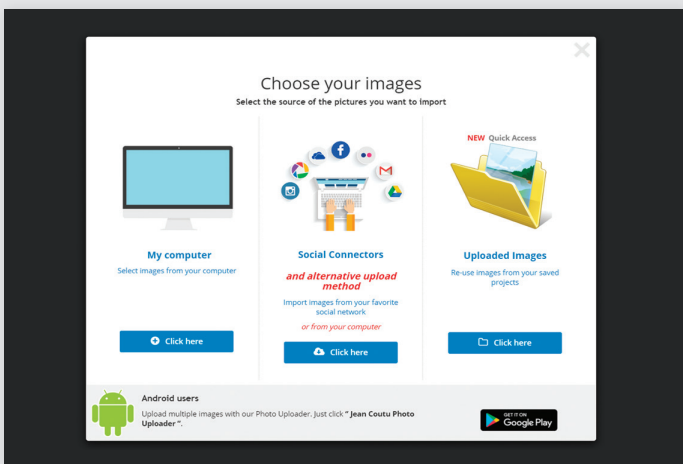 Choose your images
Select the source of the pictures you want to import
My computer
Select images from your computer
Click here
Social Connectors
and alternative upload
method
Import images from your favorite
social network
or from your computer
Click here
NEW Quick Access
Uploaded Images
Re-use images from your saved
projects
Click here
Android users
Upload multiple images with our Photo Uploader. Just click " Jean Coutu Photo
Uploader ".
GET IT ON
Google Play